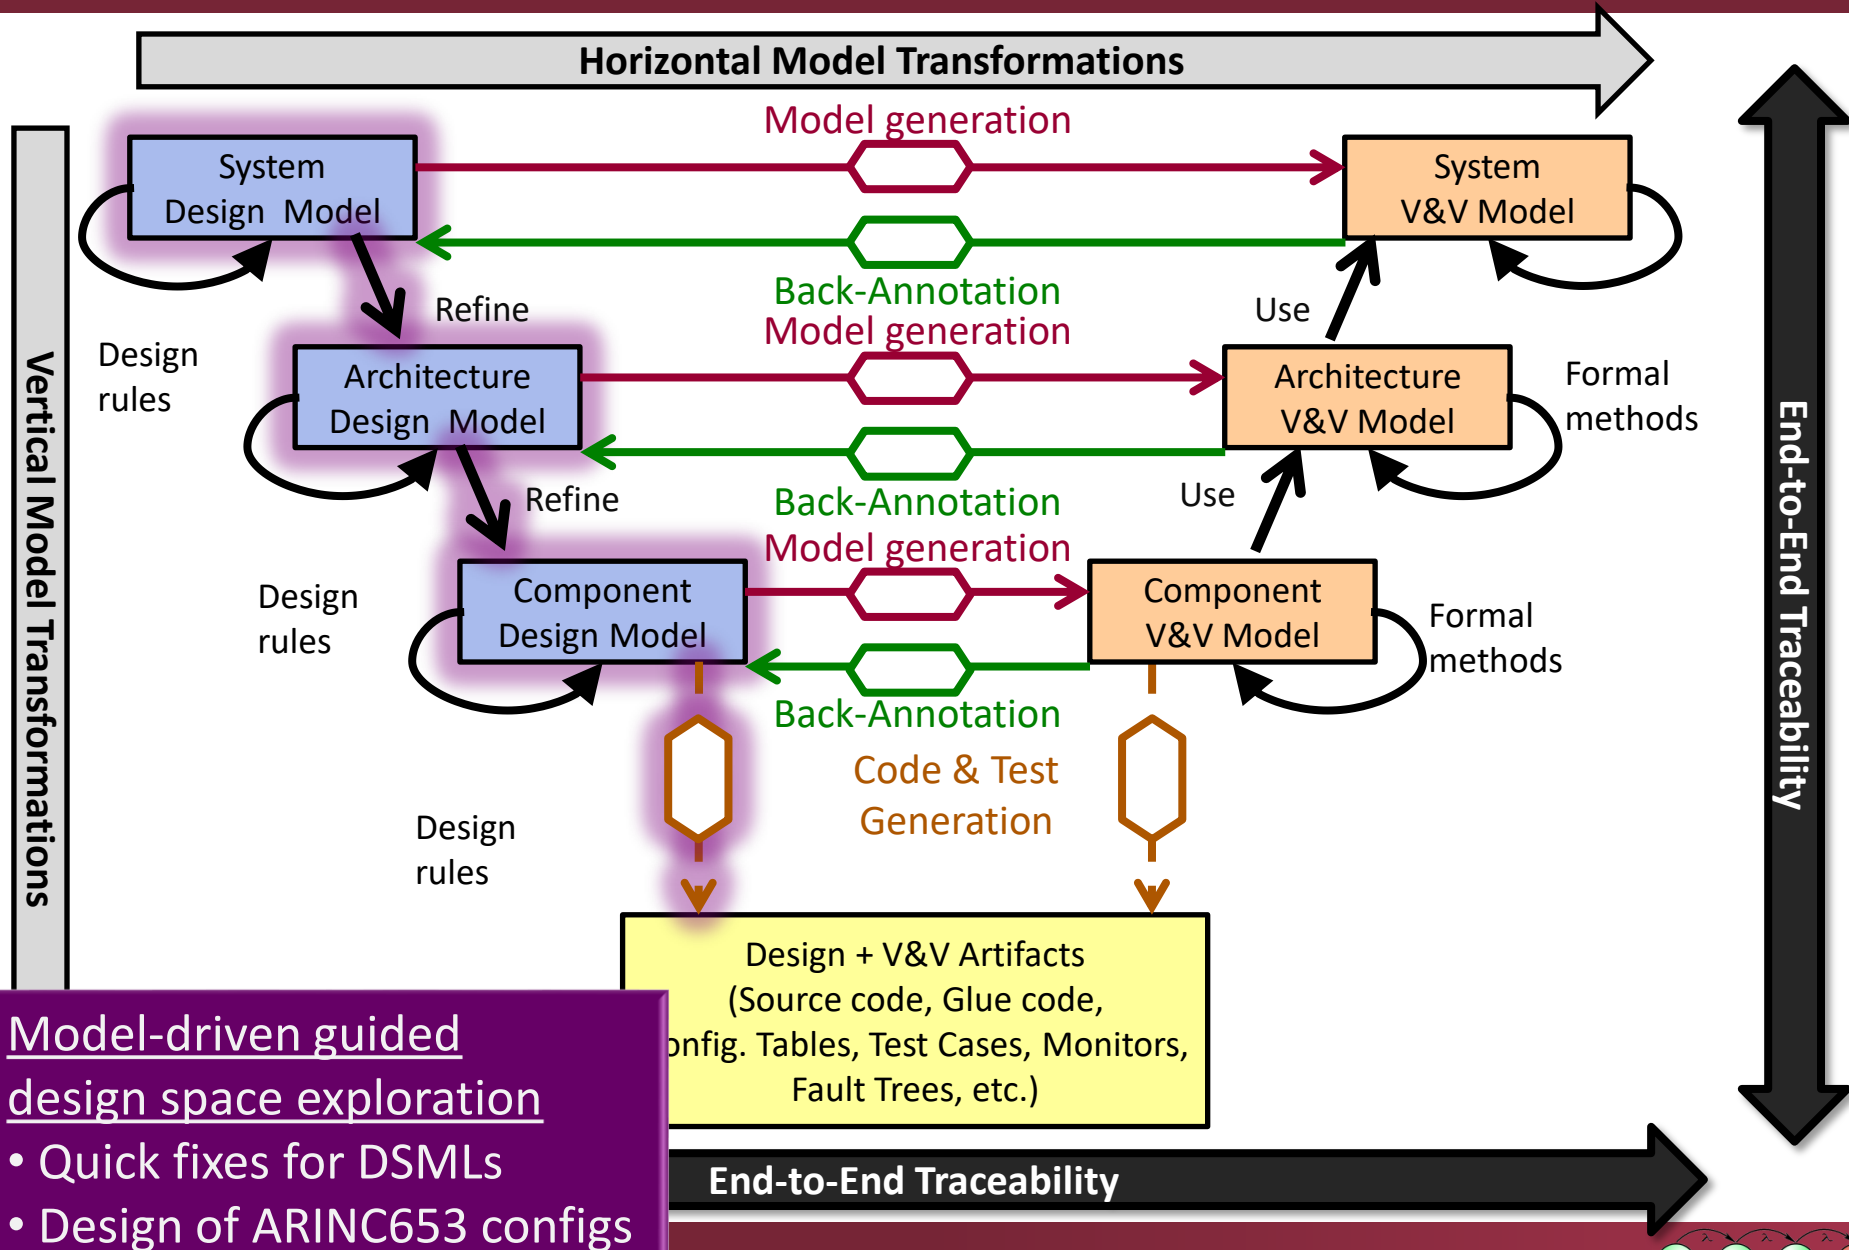 Horizontal Model Transformations
Model generation
System
Design Model
System
V&V Model
Back-Annotation
Refine
Use
Model generation
Design
rules
Architecture
Design Model
Architecture
V&V Model
Formal
methods
Vertical Model Transformations
End-to-End Traceability
Back-Annotation
Refine
Use
Model generation
Design
rules
Component
Design Model
Component
V&V Model
Formal
methods
Back-Annotation
Code & Test
Generation
Design
rules
Design + V&V Artifacts
(Source code, Glue code,
onfig. Tables, Test Cases, Monitors,
Fault Trees, etc.)
Model-driven guided
design space exploration
• Quick fixes for DSMLs
• Design of ARINC653 configs
End-to-End Traceability
λ λ λ